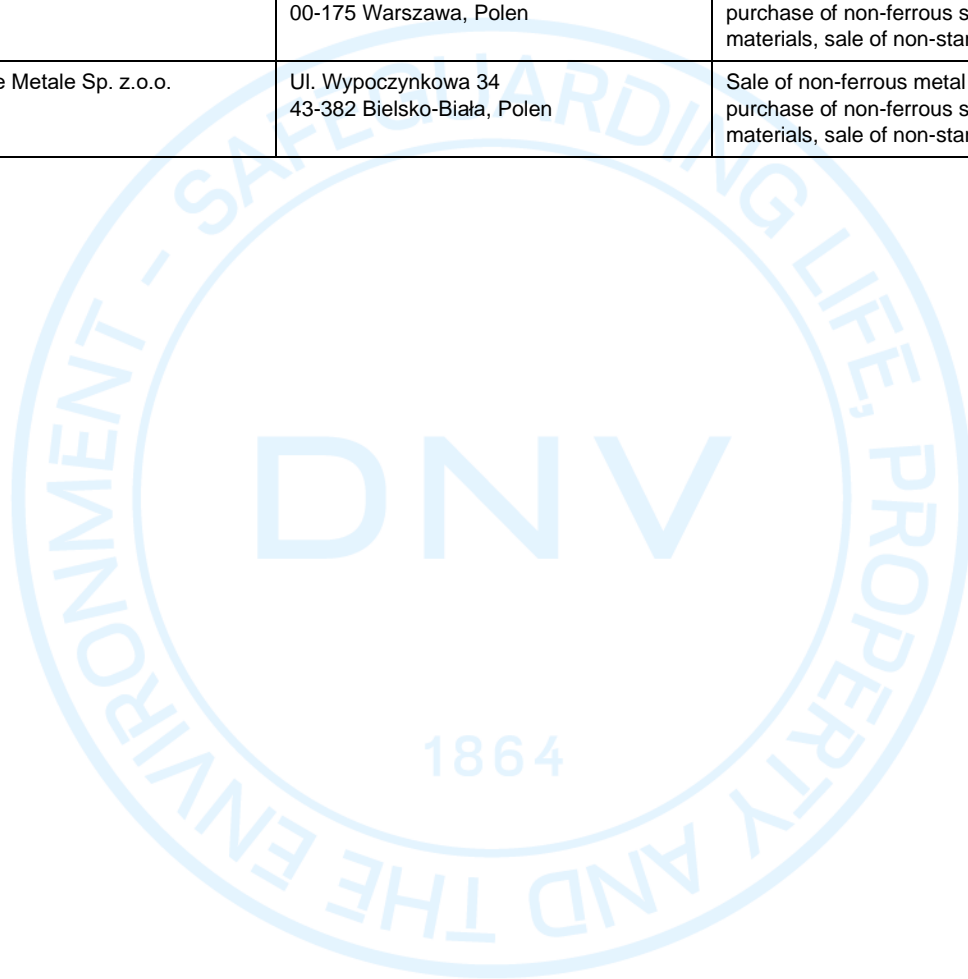 00-175 Warszawa, Polen
purchase of non-ferrous s
materials, sale of non-star
e Metale Sp. z.o.o.
Ul. Wypoczynkowa 34
43-382 Bielsko-Biała, Polen
Sale of non-ferrous metal
purchase of non-ferrous s
materials, sale of non-star
SAFEGUARDING LIFE, PROPERTY AND THE ENVIRONMENT -
DNV
1864